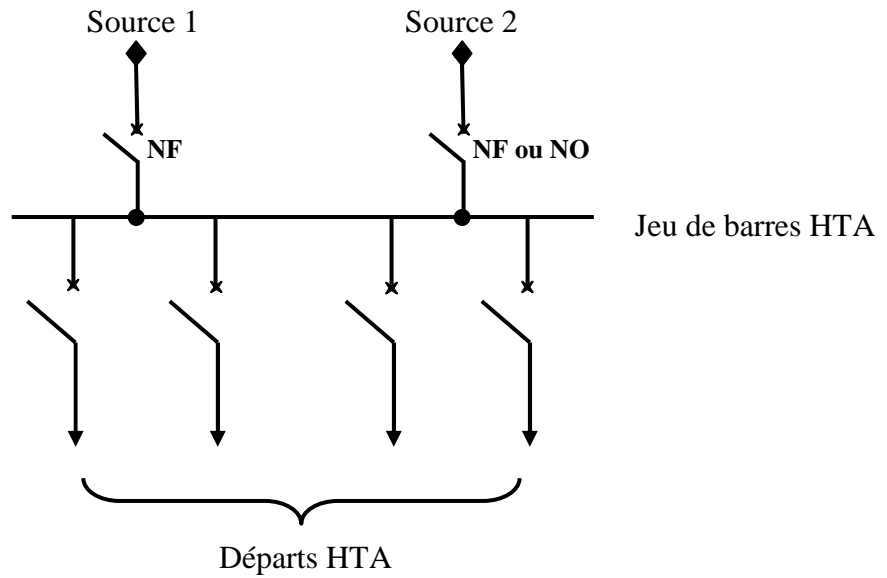 Source 1
Source 2
NF
NF ou NO
Jeu de barres HTA
Départs HTA